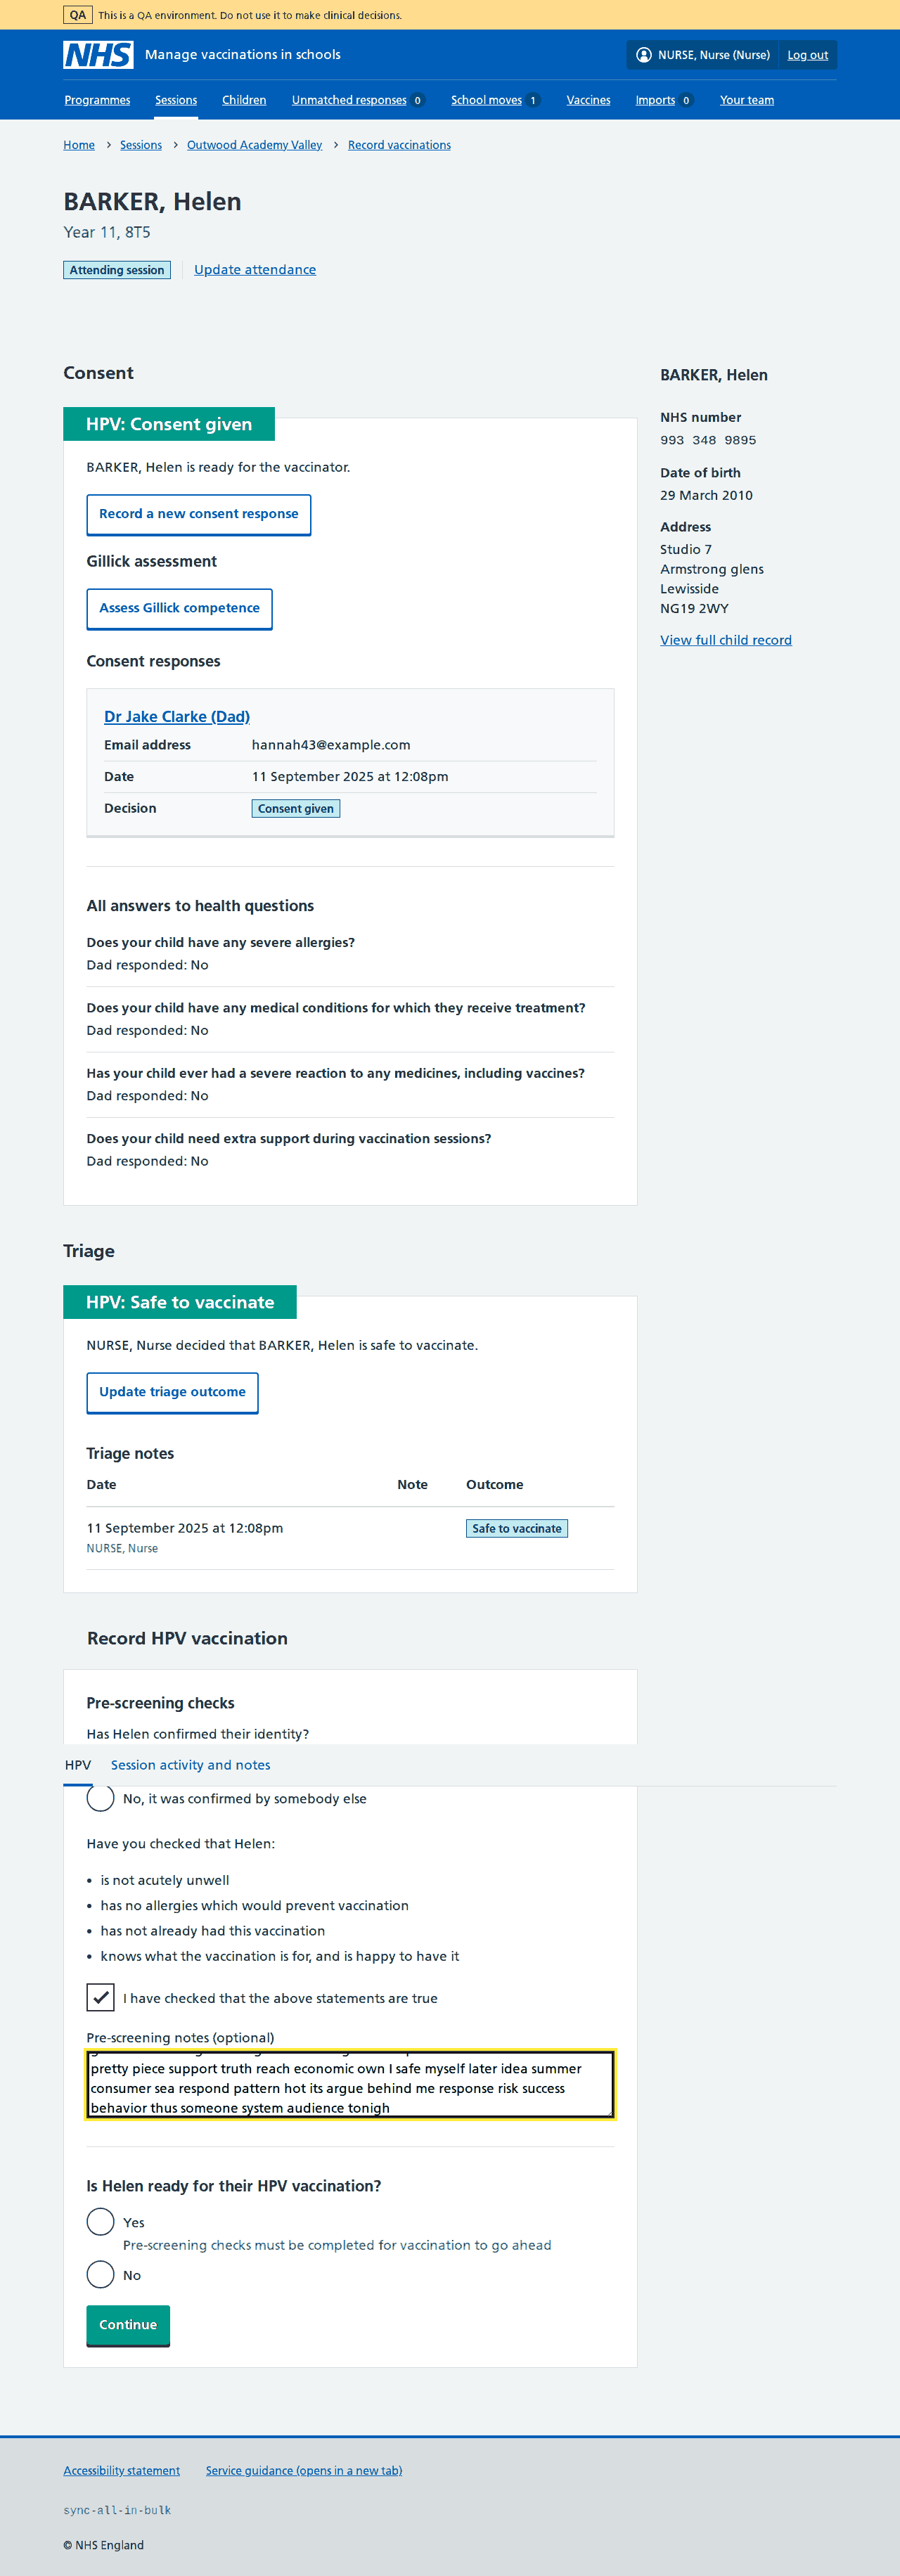 QA This is a QA environment. Do not use it to make clinical decisions.
NHS Manage vaccinations in schools NURSE, Nurse (Nurse) Log out
Programmes Sessions Children Unmatched responses 0 School moves 1 Vaccines Imports 0 Your team
Home Sessions Outwood Academy Valley Record vaccinations
BARKER, Helen
Year 11, 8T5
Attending session Update attendance
Consent
HPV: Consent given
BARKER, Helen is ready for the vaccinator.
Record a new consent response
Gillick assessment
Assess Gillick competence
Consent responses
Dr Jake Clarke (Dad)
Email address hannah43@example.com
Date 11 September 2025 at 12:08pm
Decision Consent given
All answers to health questions
Does your child have any severe allergies?
Dad responded: No
Does your child have any medical conditions for which they receive treatment?
Dad responded: No
Has your child ever had a severe reaction to any medicines, including vaccines?
Dad responded: No
Does your child need extra support during vaccination sessions?
Dad responded: No
BARKER, Helen
NHS number
993 348 9895
Date of birth
29 March 2010
Address
Studio 7
Armstrong glens
Lewisside
NG19 2WY
View full child record
Triage
HPV: Safe to vaccinate
NURSE, Nurse decided that BARKER, Helen is safe to vaccinate.
Update triage outcome
Triage notes
Date Note Outcome
11 September 2025 at 12:08pm Safe to vaccinate
NURSE, Nurse
Record HPV vaccination
Pre-screening checks
Has Helen confirmed their identity?
HPV Session activity and notes
No, it was confirmed by somebody else
Have you checked that Helen:
• is not acutely unwell
• has no allergies which would prevent vaccination
• has not already had this vaccination
• knows what the vaccination is for, and is happy to have it
I have checked that the above statements are true
Pre-screening notes (optional)
pretty piece support truth reach economic own I safe myself later idea summer
consumer sea respond pattern hot its argue behind me response risk success
behavior thus someone system audience tonigh
Is Helen ready for their HPV vaccination?
Yes
Pre-screening checks must be completed for vaccination to go ahead
No
Continue
Accessibility statement Service guidance (opens in a new tab)
sync-all-in-bulk
© NHS England